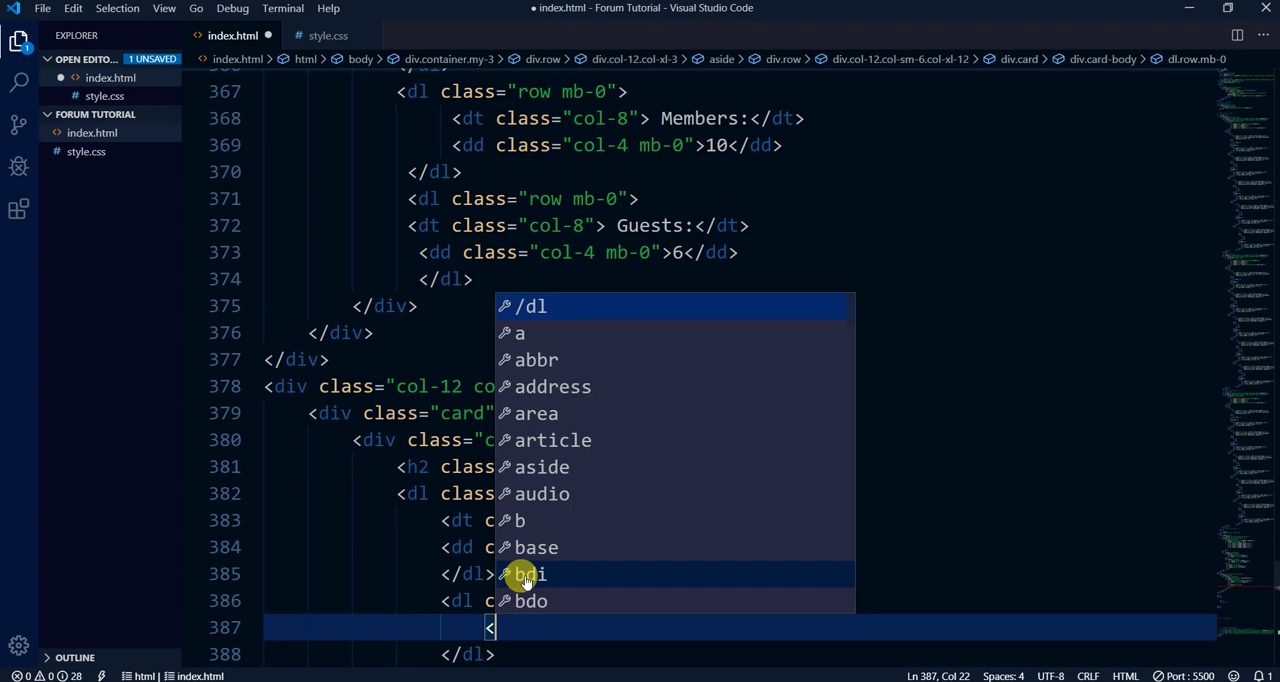 File Edit Selection View Go Debug Terminal Help
● index.html - Forum Tutorial - Visual Studio Code
EXPLORER
index.html
style.css
OPEN EDITO... 1 UNSAVED
index.html > html > body > div.container.my-3 > div.row > div.col-12.col-xl-3 > aside > div.row > div.col-12.col-sm-6.col-xl-12 > div.card > div.card-body > dl.row.mb-0
index.html
style.css
FORUM TUTORIAL
index.html
style.css
367 <dl class="row mb-0">
368 <dt class="col-8"> Members:</dt>
369 <dd class="col-4 mb-0">10</dd>
370 </dl>
371 <dl class="row mb-0">
372 <dt class="col-8"> Guests:</dt>
373 <dd class="col-4 mb-0">6</dd>
374 </dl>
375 </div>
376 </div>
377 </div>
378 <div class="col-12 co
379 <div class="card"
380 <div class="c
381 <h2 class
382 <dl class
383 <dt c
384 <dd c
385 </dl>
386 <dl c
387 <
388 </dl>
/dl
a
abbr
address
area
article
aside
audio
b
base
bdi
bdo
OUTLINE
0 0 28 html | index.html
Ln 387, Col 22 Spaces: 4 UTF-8 CRLF HTML Port : 5500 1